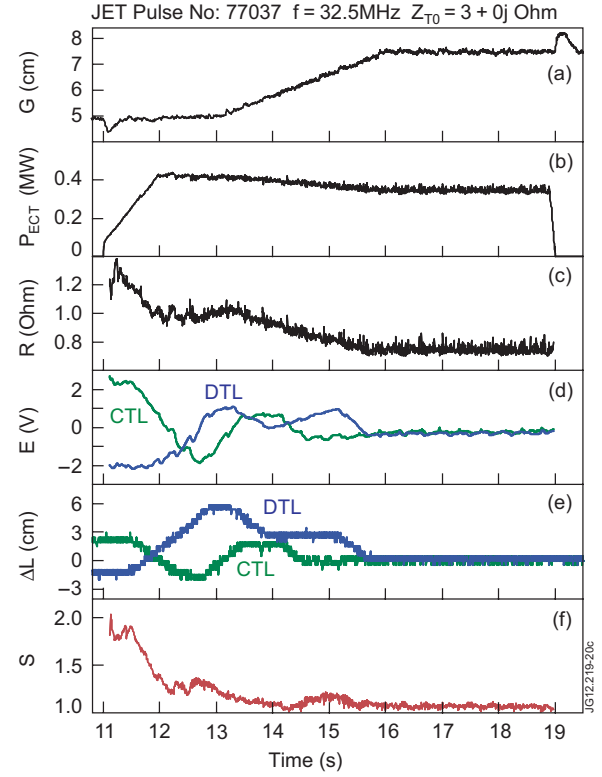 JET Pulse No: 77037 f = 32.5MHz Z_T0 = 3 + 0j Ohm
8
7
6
5
G (cm)
(a)
0.4
0.2
0
P_ECT (MW)
(b)
1.2
1.0
0.8
R (Ohm)
(c)
2
0
−2
E (V)
CTL
DTL
(d)
6
3
0
−3
ΔL (cm)
DTL
CTL
(e)
2.0
1.5
1.0
S
(f)
11 12 13 14 15 16 17 18 19
Time (s)
JG12.219-20c